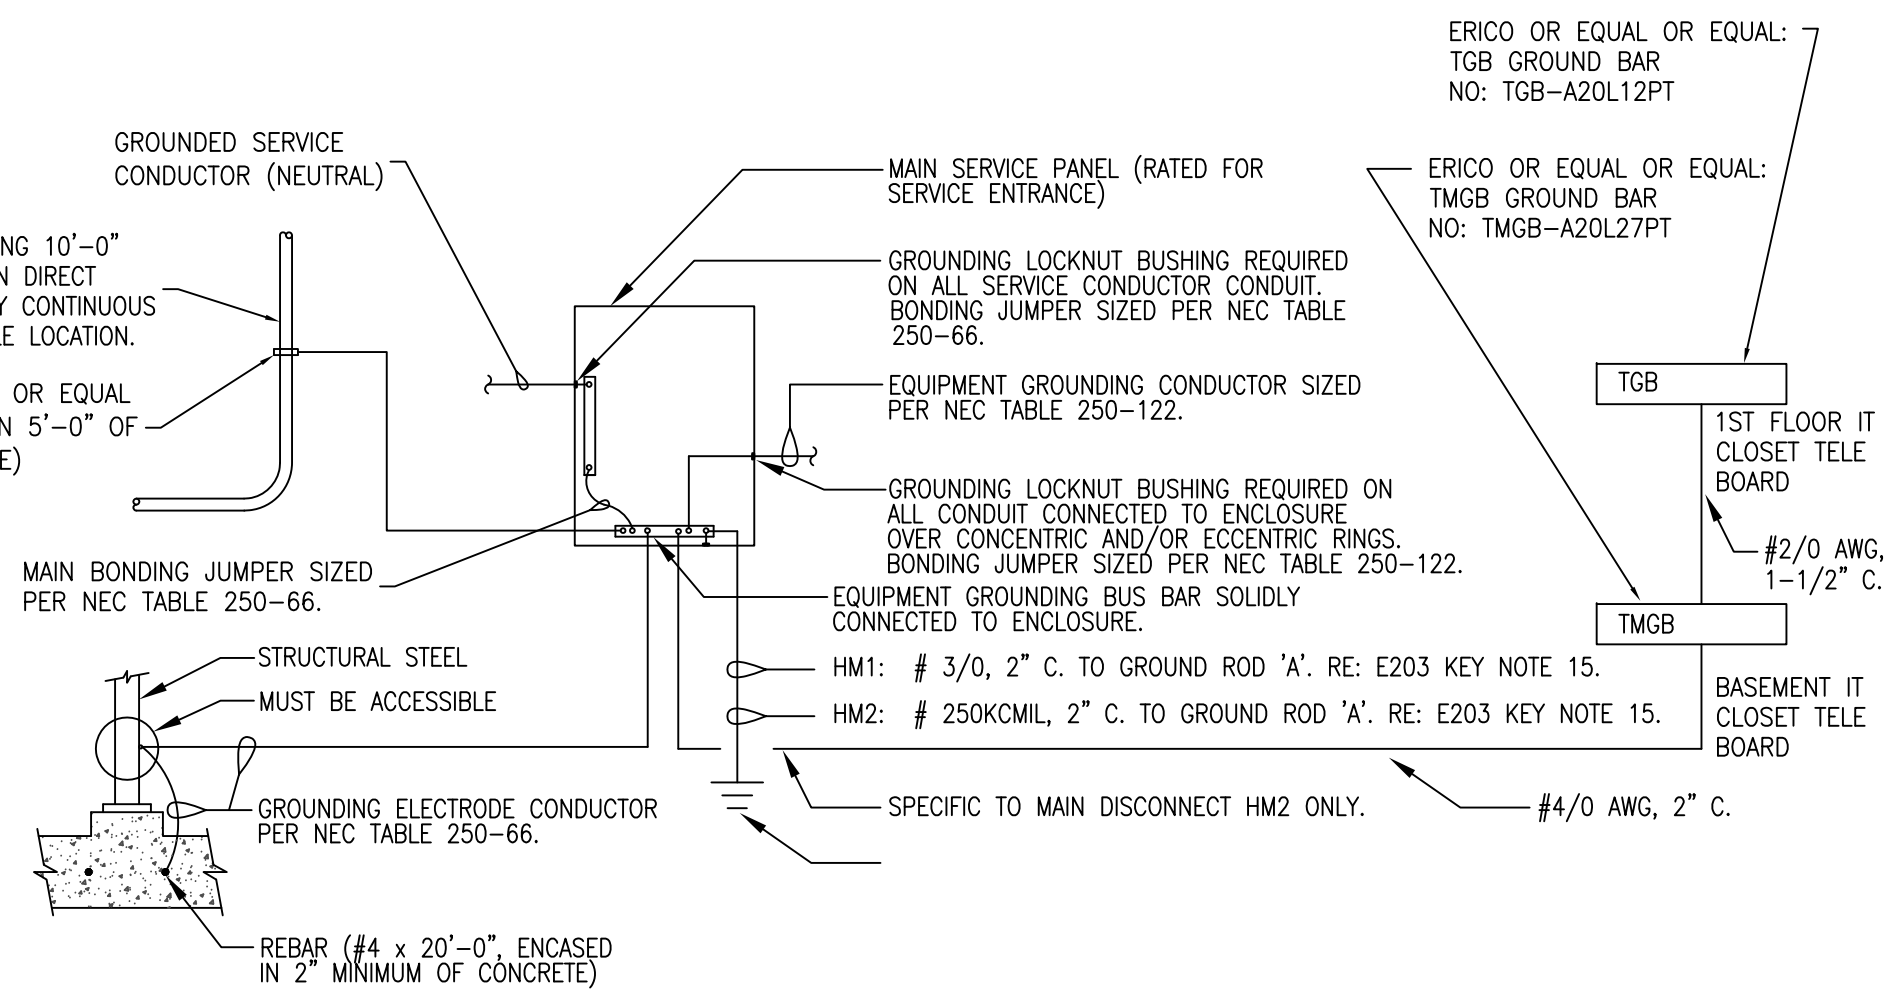 ERICO OR EQUAL OR EQUAL:
TGB GROUND BAR
NO: TGB-A20L12PT
GROUNDED SERVICE
CONDUCTOR (NEUTRAL)
MAIN SERVICE PANEL (RATED FOR
SERVICE ENTRANCE)
ERICO OR EQUAL OR EQUAL:
TMGB GROUND BAR
NO: TMGB-A20L27PT
10'-0"
DIRECT
CONTINUOUS
LOCATION.
GROUNDING LOCKNUT BUSHING REQUIRED
ON ALL SERVICE CONDUCTOR CONDUIT.
BONDING JUMPER SIZED PER NEC TABLE
250-66.
OR EQUAL
5'-0" OF
EQUIPMENT GROUNDING CONDUCTOR SIZED
PER NEC TABLE 250-122.
TGB
1ST FLOOR IT
CLOSET TELE
BOARD
GROUNDING LOCKNUT BUSHING REQUIRED ON
ALL CONDUIT CONNECTED TO ENCLOSURE
OVER CONCENTRIC AND/OR ECCENTRIC RINGS.
BONDING JUMPER SIZED PER NEC TABLE 250-122.
#2/0 AWG,
1-1/2" C.
MAIN BONDING JUMPER SIZED
PER NEC TABLE 250-66.
EQUIPMENT GROUNDING BUS BAR SOLIDLY
CONNECTED TO ENCLOSURE.
TMGB
STRUCTURAL STEEL
MUST BE ACCESSIBLE
HM1: # 3/0, 2" C. TO GROUND ROD 'A'. RE: E203 KEY NOTE 15.
HM2: # 250KCMIL, 2" C. TO GROUND ROD 'A'. RE: E203 KEY NOTE 15.
BASEMENT IT
CLOSET TELE
BOARD
GROUNDING ELECTRODE CONDUCTOR
PER NEC TABLE 250-66.
SPECIFIC TO MAIN DISCONNECT HM2 ONLY.
#4/0 AWG, 2" C.
REBAR (#4 x 20'-0", ENCASED
IN 2" MINIMUM OF CONCRETE)